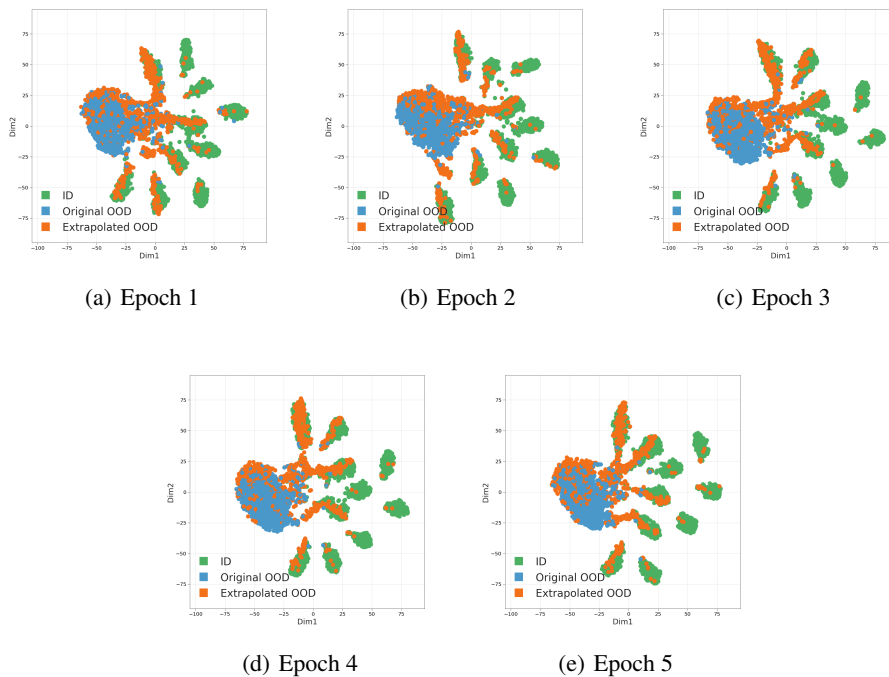 75
50
25
0
−25
−50
−75
Dim2
ID
Original OOD
Extrapolated OOD
−100 −75 −50 −25 0 25 50 75
Dim1
(a) Epoch 1
75
50
25
0
−25
−50
−75
Dim2
ID
Original OOD
Extrapolated OOD
−100 −75 −50 −25 0 25 50 75
Dim1
(b) Epoch 2
75
50
25
0
−25
−50
−75
Dim2
ID
Original OOD
Extrapolated OOD
−100 −75 −50 −25 0 25 50 75
Dim1
(c) Epoch 3
75
50
25
0
−25
−50
−75
Dim2
ID
Original OOD
Extrapolated OOD
−100 −75 −50 −25 0 25 50 75
Dim1
(d) Epoch 4
75
50
25
0
−25
−50
−75
Dim2
ID
Original OOD
Extrapolated OOD
−100 −75 −50 −25 0 25 50 75
Dim1
(e) Epoch 5